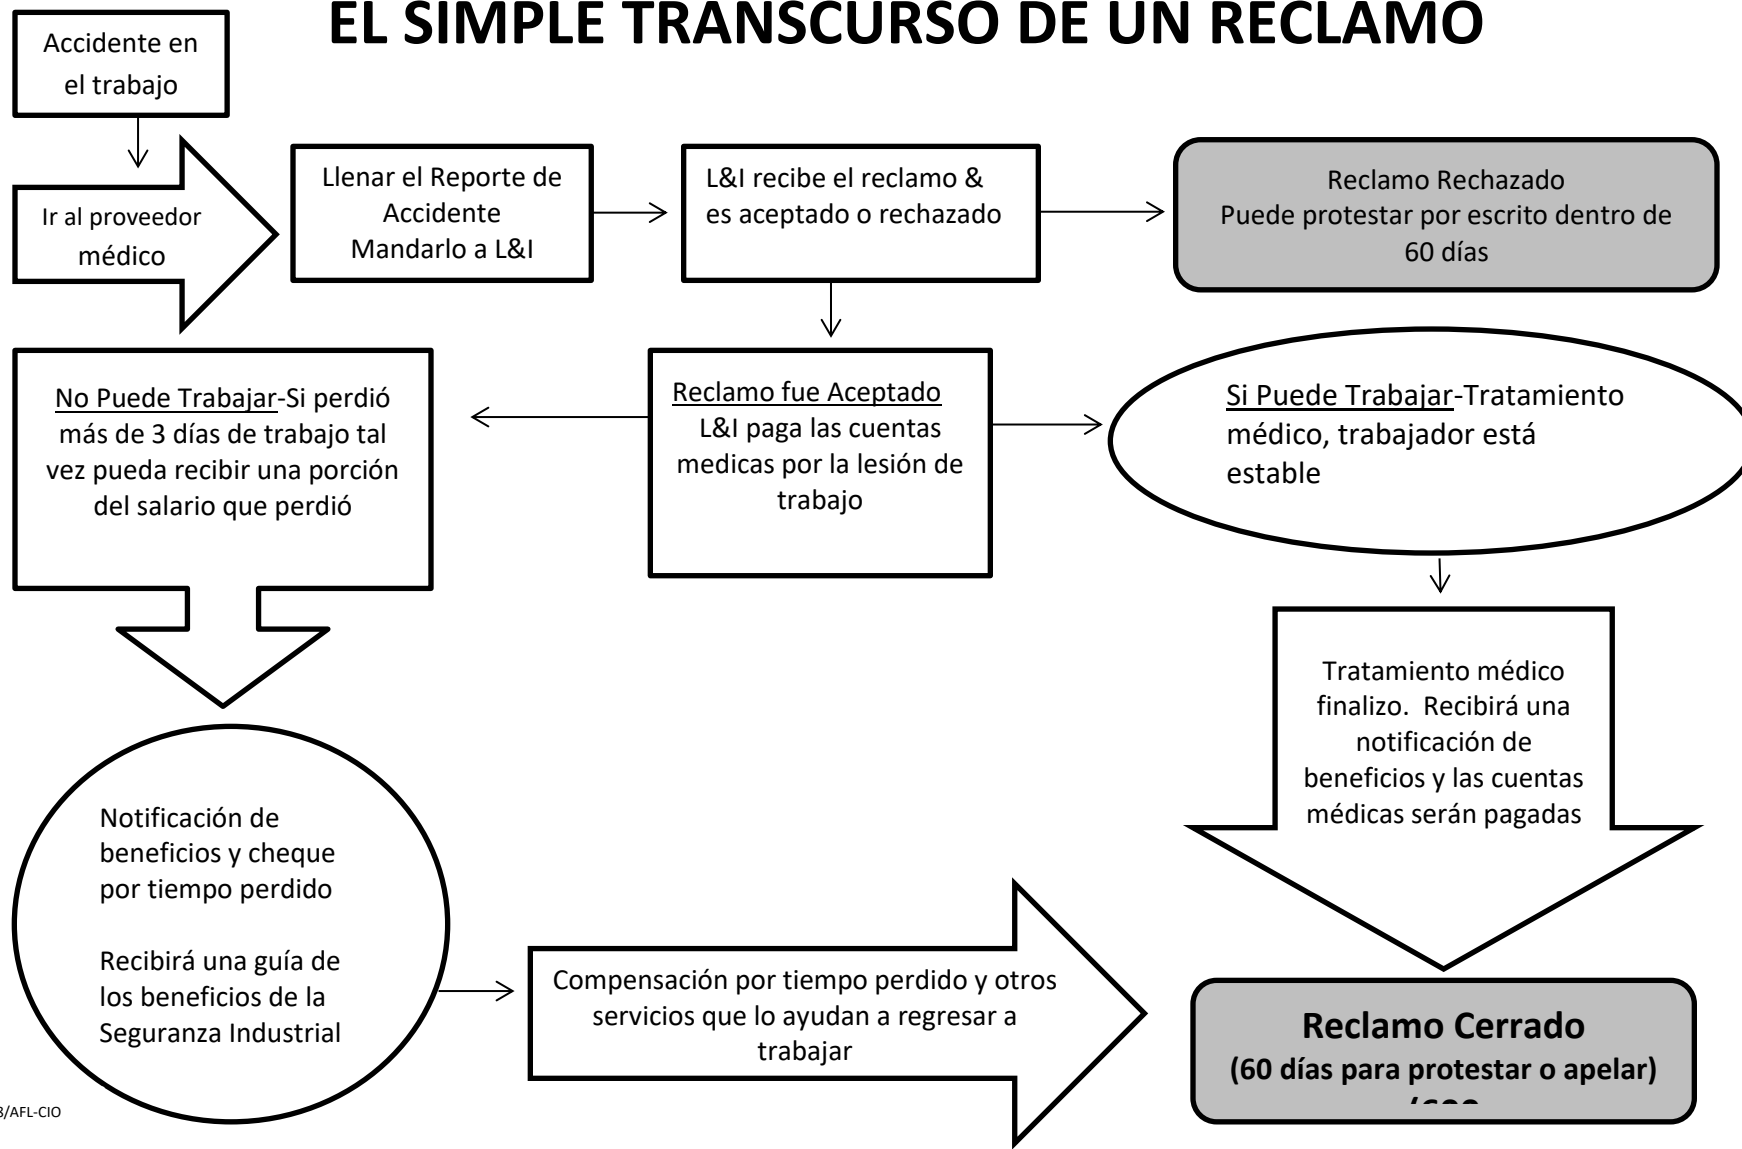 EL SIMPLE TRANSCURSO DE UN RECLAMO
Accidente en
el trabajo
Ir al proveedor
médico
Llenar el Reporte de
Accidente
Mandarlo a L&I
L&I recibe el reclamo &
es aceptado o rechazado
Reclamo Rechazado
Puede protestar por escrito dentro de
60 días
No Puede Trabajar-Si perdió
más de 3 días de trabajo tal
vez pueda recibir una porción
del salario que perdió
Reclamo fue Aceptado
L&I paga las cuentas
medicas por la lesión de
trabajo
Si Puede Trabajar-Tratamiento
médico, trabajador está
estable
Tratamiento médico
finalizo.  Recibirá una
notificación de
beneficios y las cuentas
médicas serán pagadas
Notificación de
beneficios y cheque
por tiempo perdido
Recibirá una guía de
los beneficios de la
Seguranza Industrial
Compensación por tiempo perdido y otros
servicios que lo ayudan a regresar a
trabajar
Reclamo Cerrado
(60 días para protestar o apelar)
/AFL-CIO